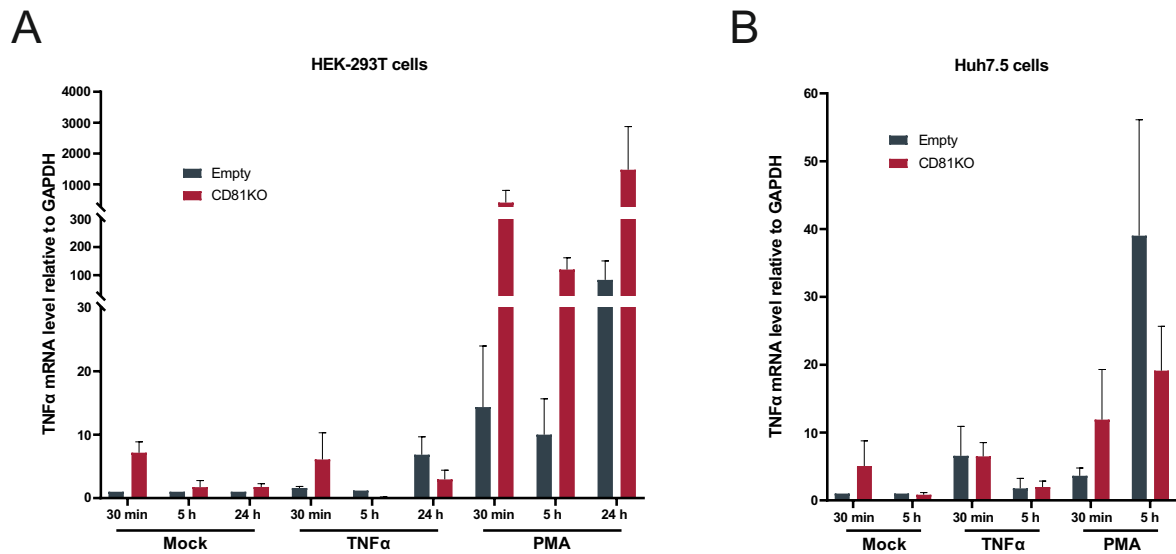 A
HEK-293T cells
TNFα mRNA level relative to GAPDH
4000
3000
2000
1000
300
200
100
30
20
10
0
Empty
CD81KO
30 min 5 h 24 h 30 min 5 h 24 h 30 min 5 h 24 h
Mock TNFα PMA
B
Huh7.5 cells
TNFα mRNA level relative to GAPDH
60
50
40
30
20
10
0
Empty
CD81KO
30 min 5 h 30 min 5 h 30 min 5 h
Mock TNFα PMA